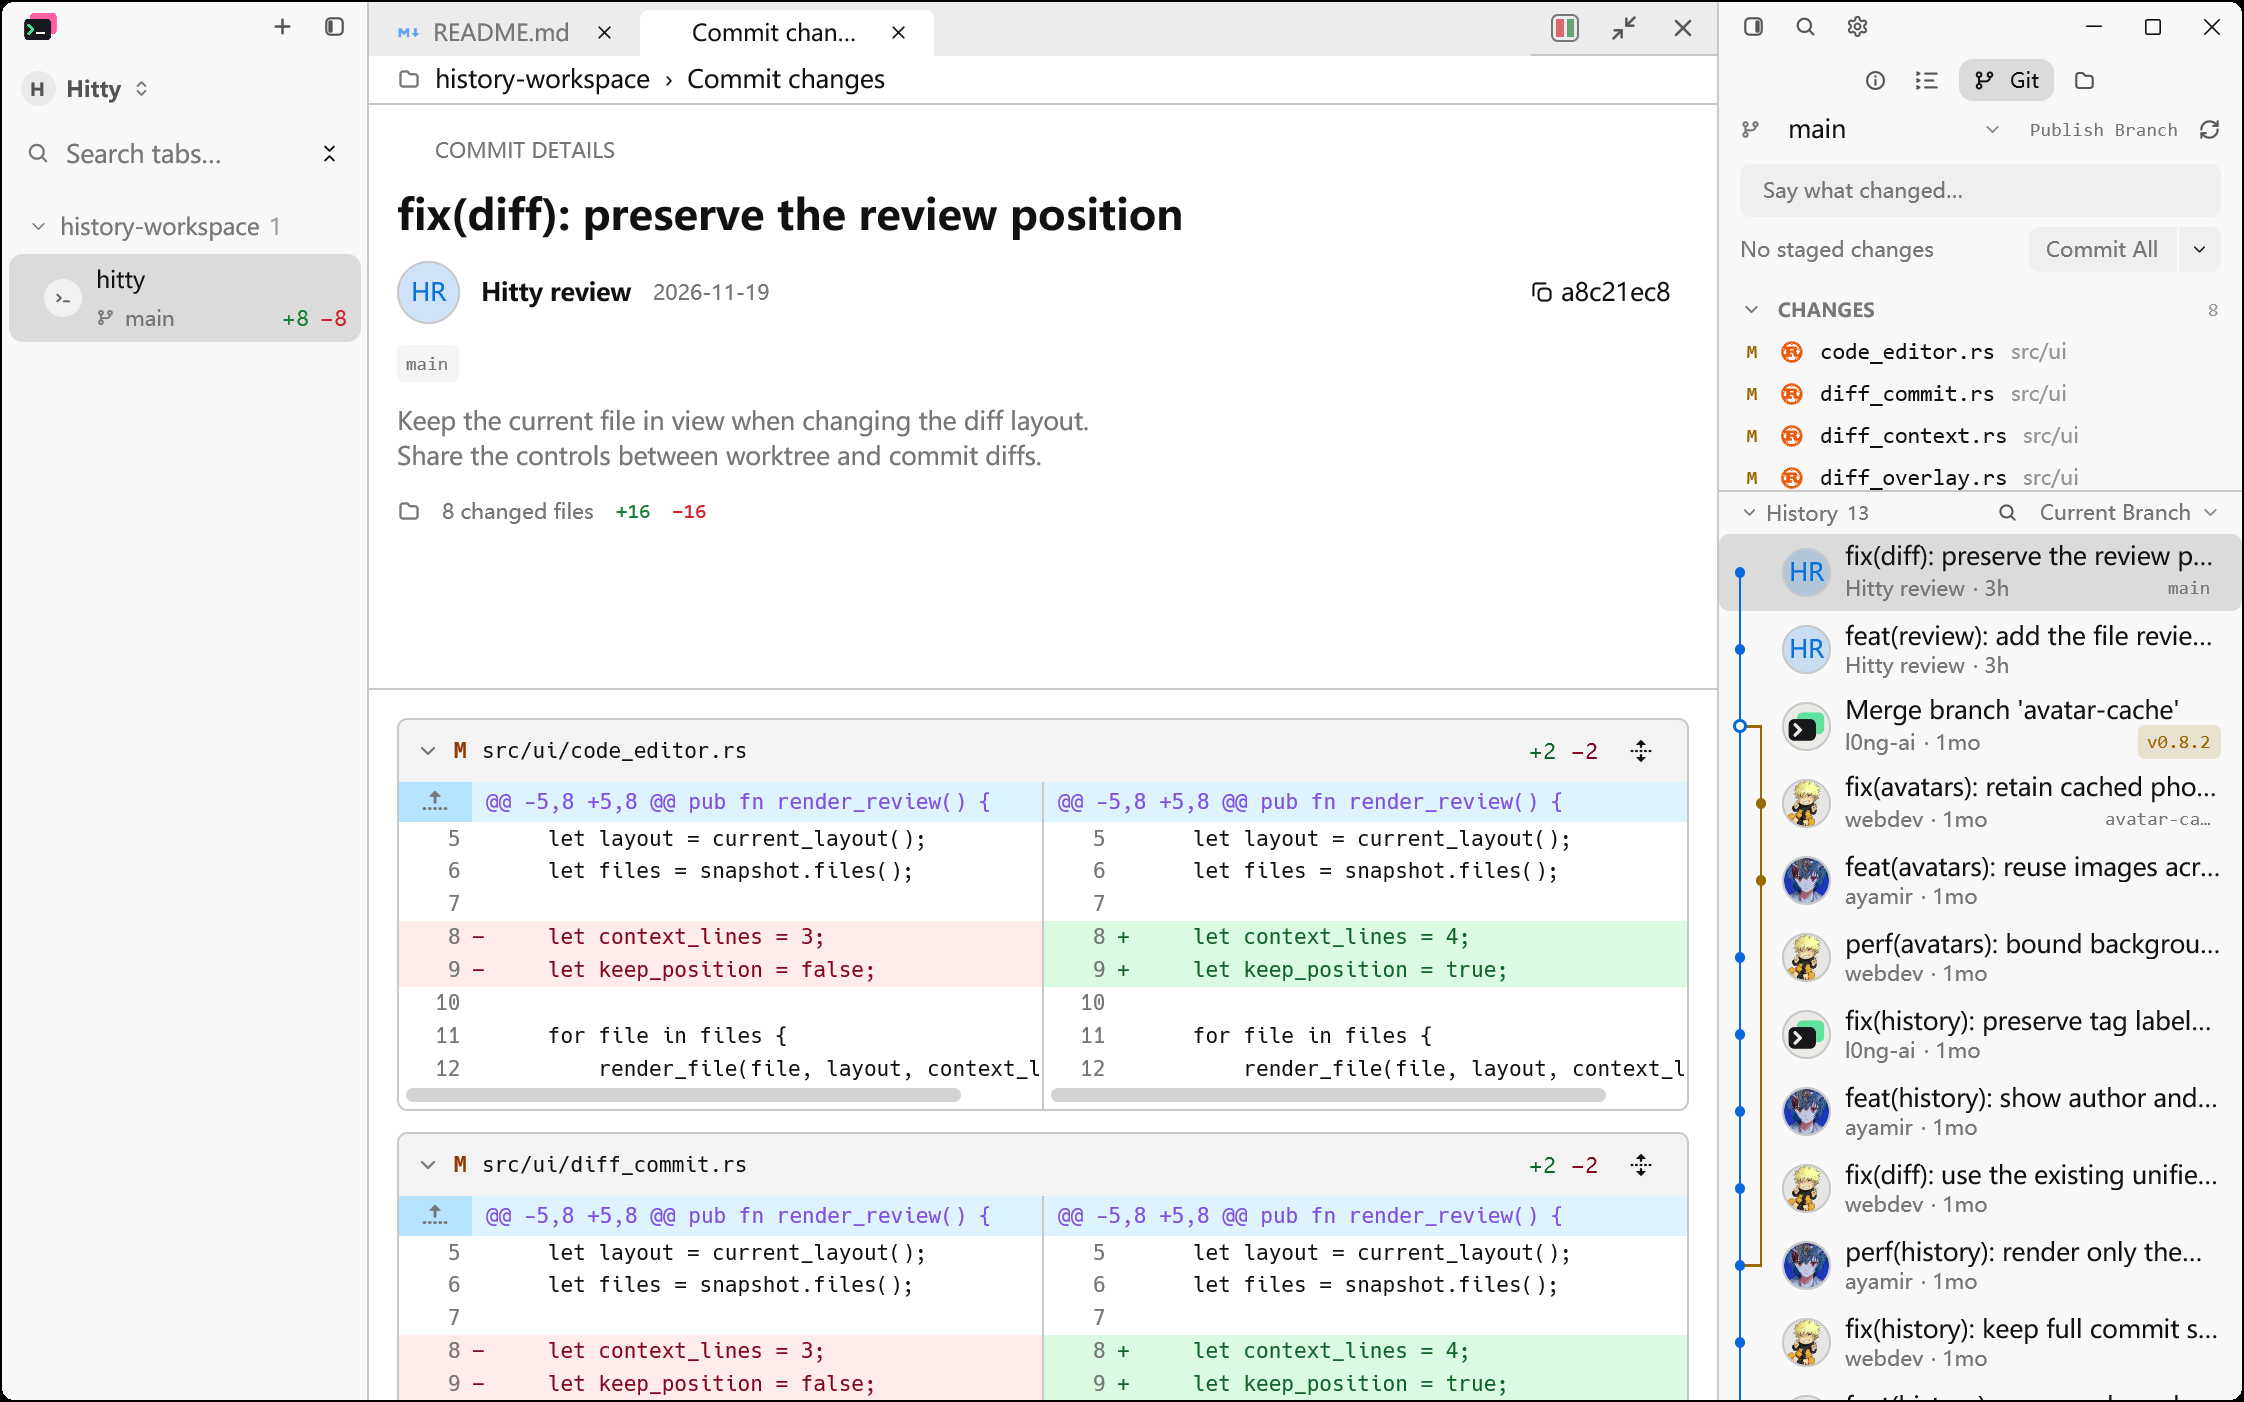 H Hitty
Search tabs...
history-workspace 1
hitty
main +8 −8
README.md
Commit chan...
history-workspace › Commit changes
COMMIT DETAILS
fix(diff): preserve the review position
HR Hitty review 2026-11-19 a8c21ec8
main
Keep the current file in view when changing the diff layout.
Share the controls between worktree and commit diffs.
8 changed files +16 −16
M src/ui/code_editor.rs +2 −2
@@ -5,8 +5,8 @@ pub fn render_review() { @@ -5,8 +5,8 @@ pub fn render_review() {
5 let layout = current_layout(); 5 let layout = current_layout();
6 let files = snapshot.files(); 6 let files = snapshot.files();
7 7
8 − let context_lines = 3; 8 + let context_lines = 4;
9 − let keep_position = false; 9 + let keep_position = true;
10 10
11 for file in files { 11 for file in files {
12 render_file(file, layout, context_l 12 render_file(file, layout, context_l
M src/ui/diff_commit.rs +2 −2
@@ -5,8 +5,8 @@ pub fn render_review() { @@ -5,8 +5,8 @@ pub fn render_review() {
5 let layout = current_layout(); 5 let layout = current_layout();
6 let files = snapshot.files(); 6 let files = snapshot.files();
7 7
8 − let context_lines = 3; 8 + let context_lines = 4;
9 − let keep_position = false; 9 + let keep_position = true;
Git
main Publish Branch
Say what changed...
No staged changes Commit All
CHANGES 8
M code_editor.rs src/ui
M diff_commit.rs src/ui
M diff_context.rs src/ui
M diff_overlay.rs src/ui
History 13 Current Branch
HR fix(diff): preserve the review p...
Hitty review · 3h main
HR feat(review): add the file revie...
Hitty review · 3h
Merge branch 'avatar-cache'
l0ng-ai · 1mo v0.8.2
fix(avatars): retain cached pho...
webdev · 1mo avatar-ca…
feat(avatars): reuse images acr...
ayamir · 1mo
perf(avatars): bound backgrou...
webdev · 1mo
fix(history): preserve tag label...
l0ng-ai · 1mo
feat(history): show author and...
ayamir · 1mo
fix(diff): use the existing unifie...
webdev · 1mo
perf(history): render only the...
ayamir · 1mo
fix(history): keep full commit s...
webdev · 1mo